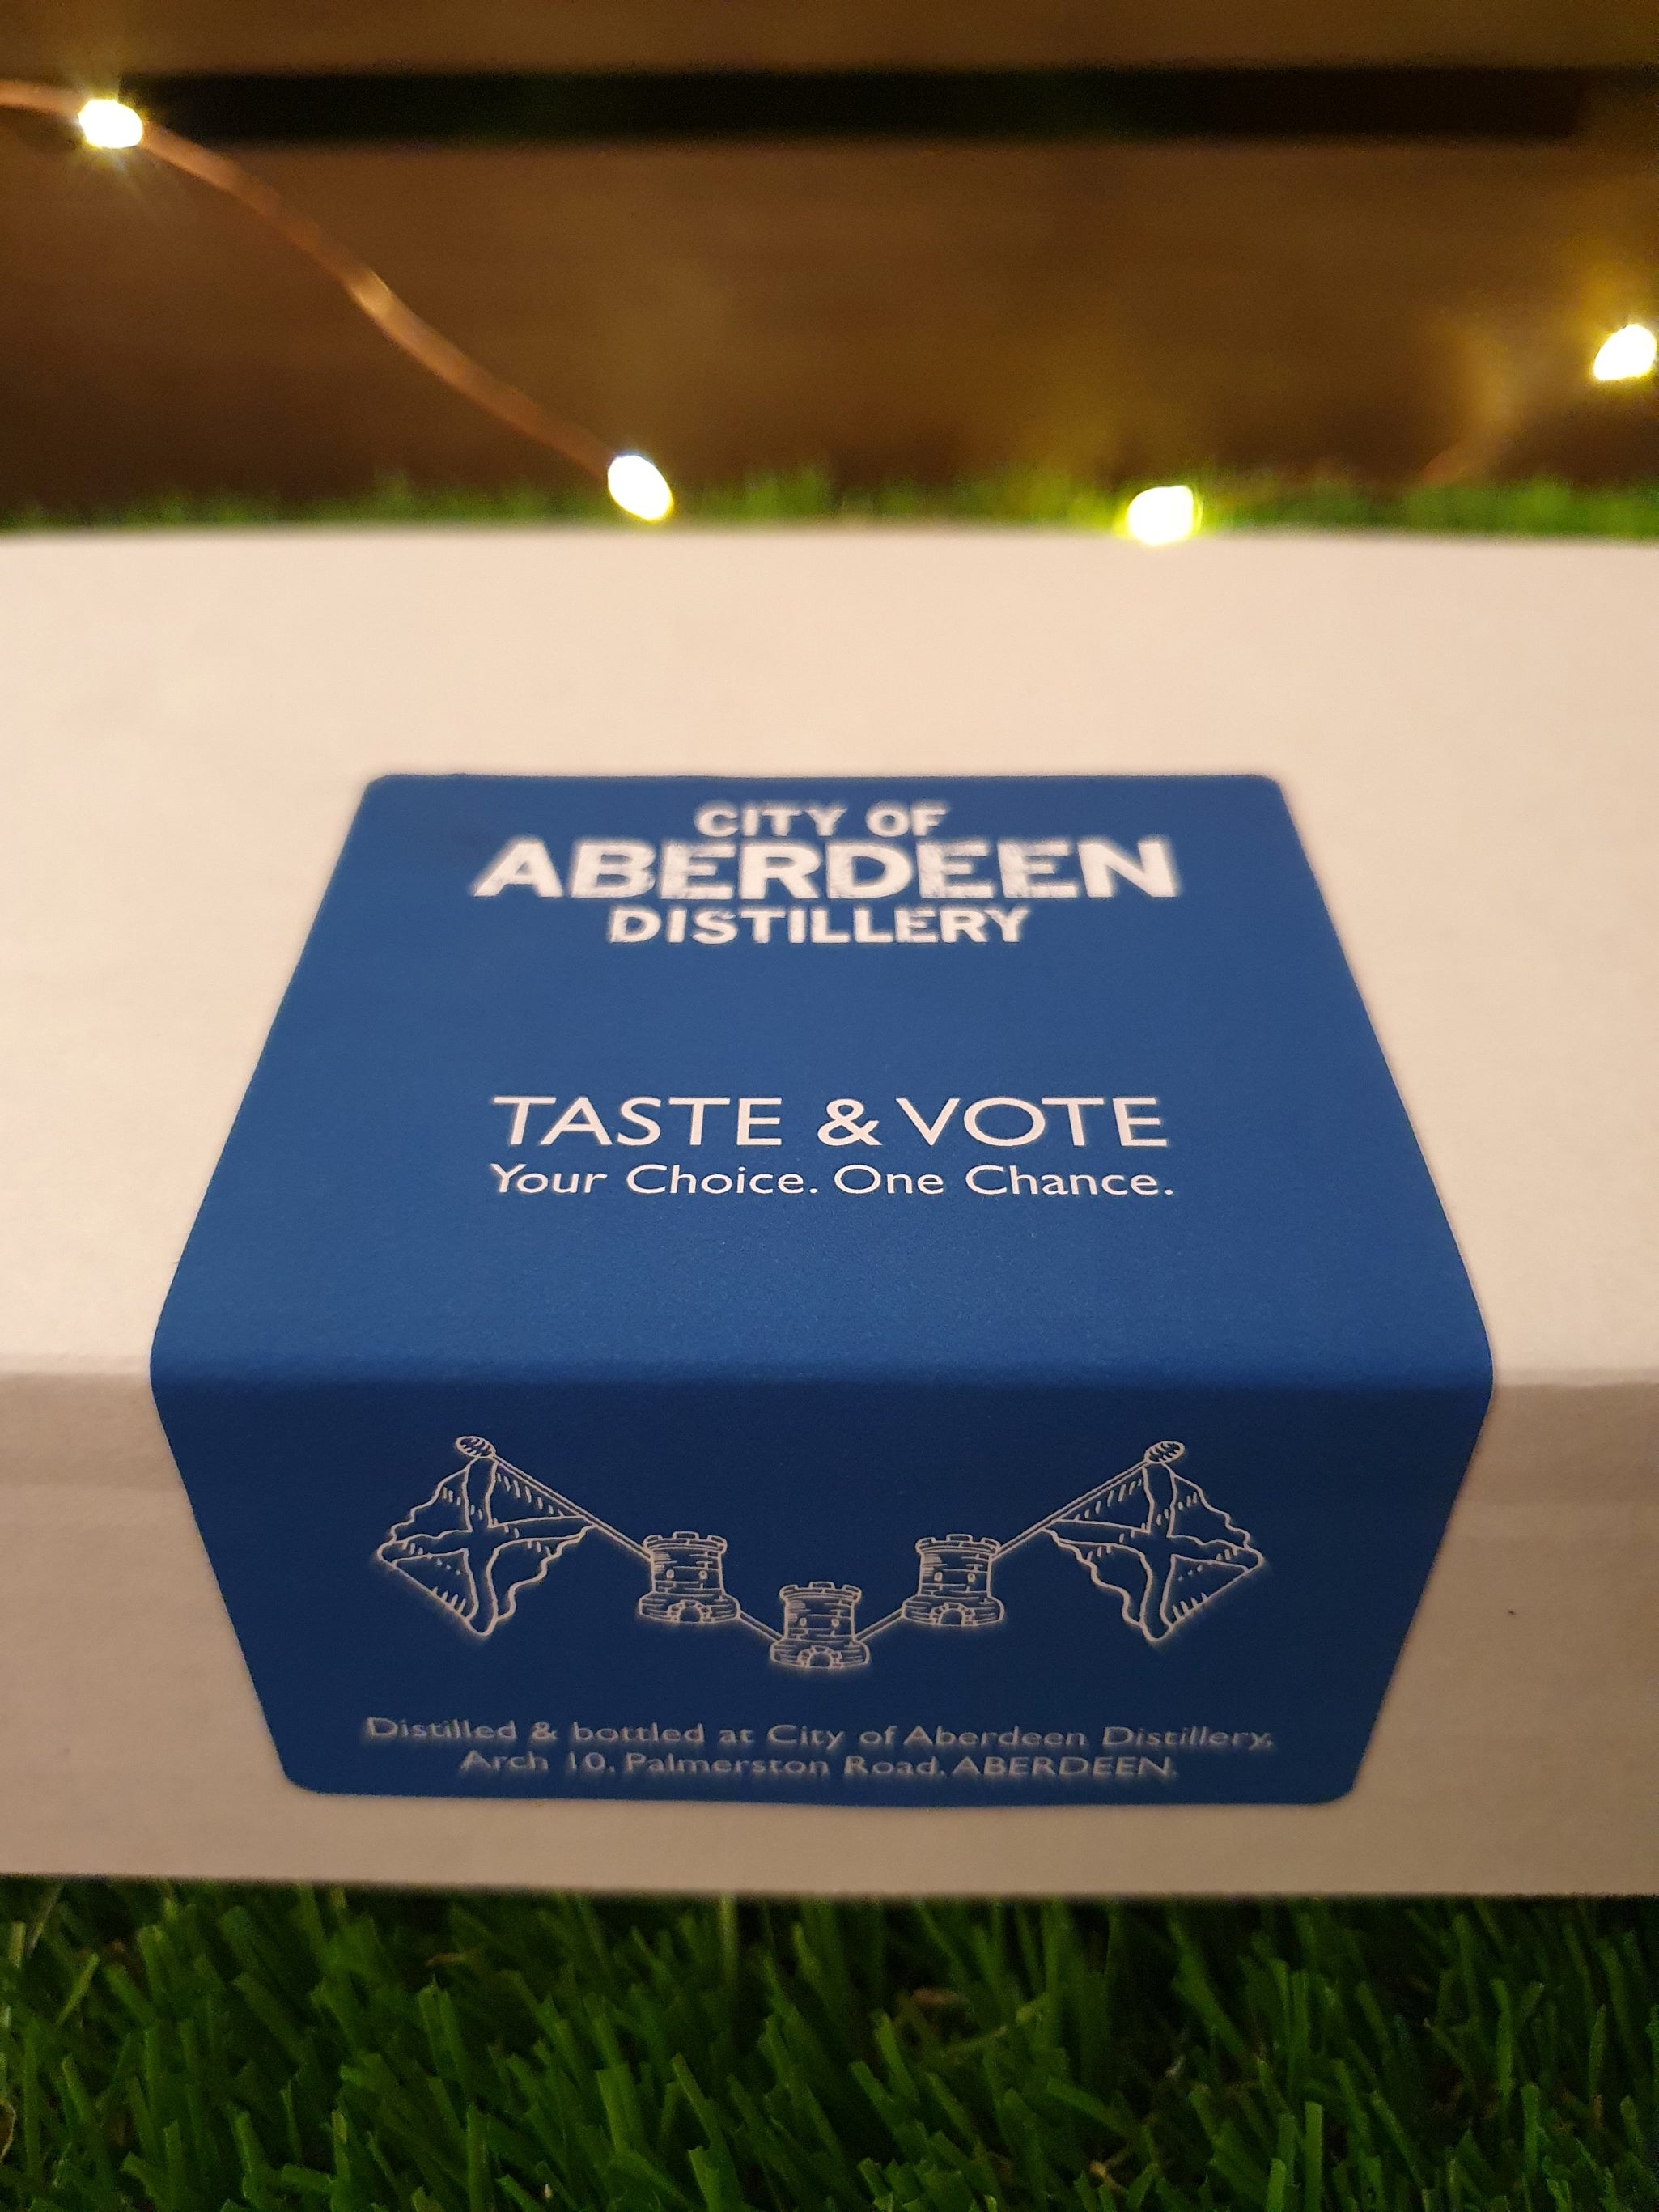 CITY OF
ABERDEEN
DISTILLERY
TASTE & VOTE
Your Choice. One Chance.
Distilled & bottled at City of Aberdeen Distillery,
Arch 10, Palmerston Road, ABERDEEN.